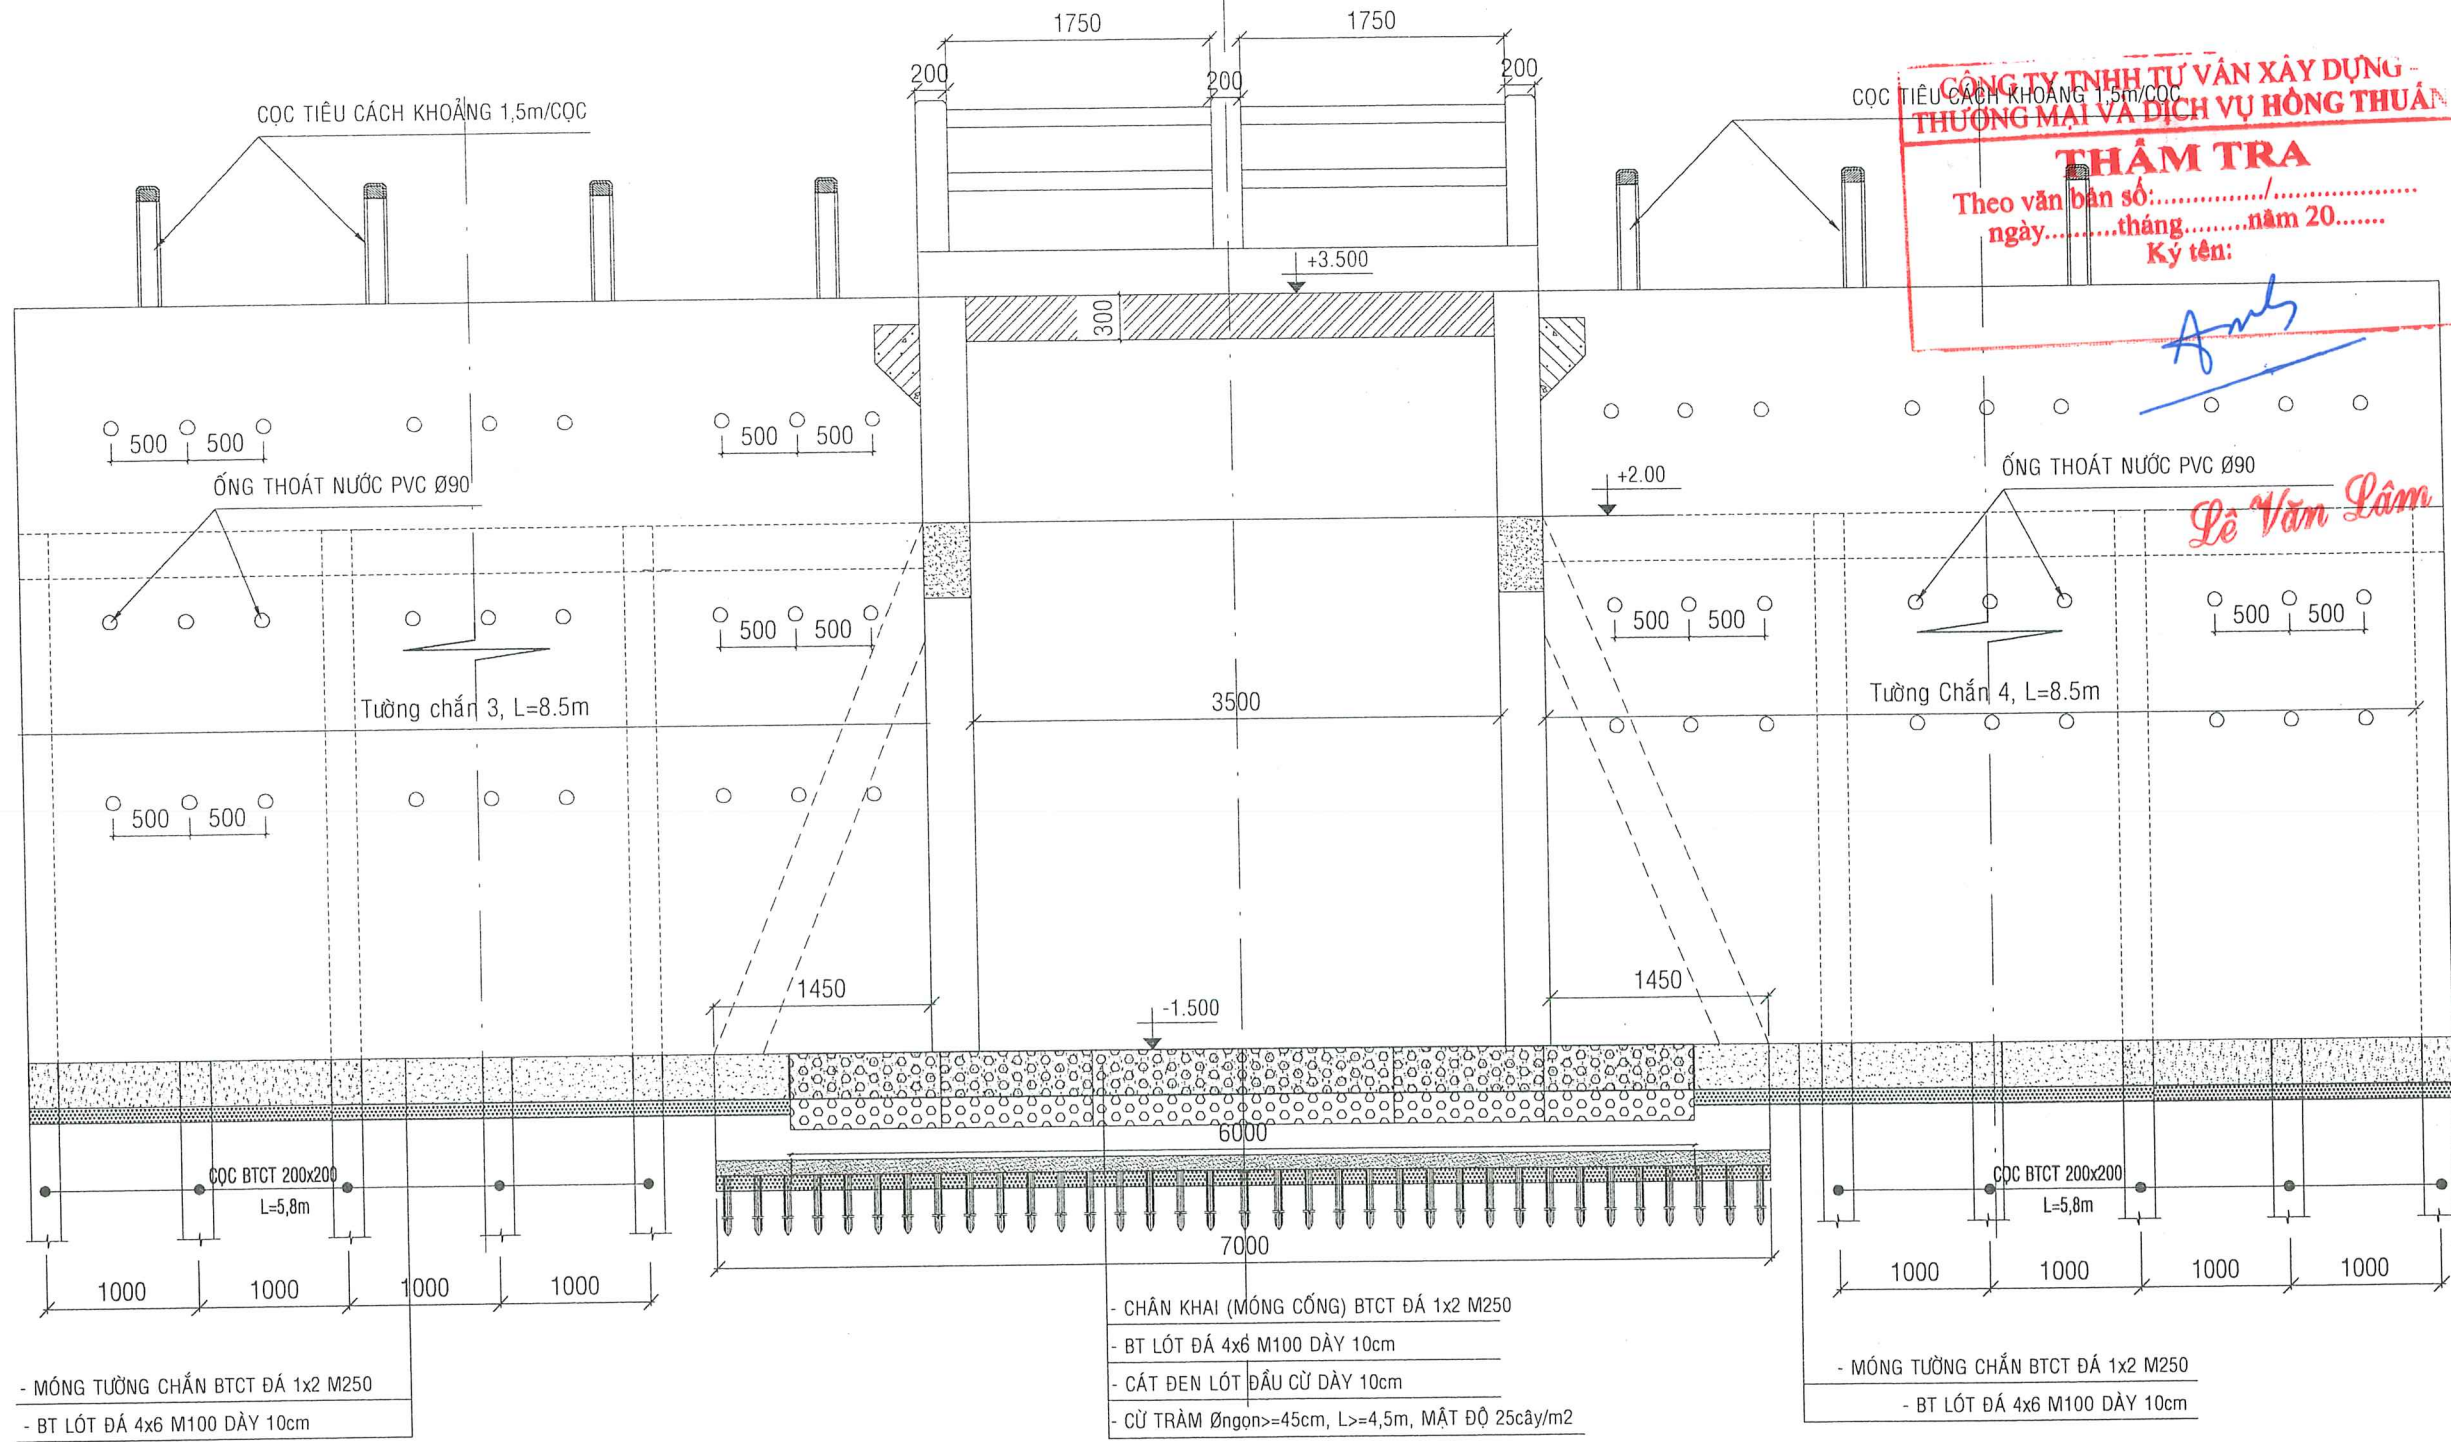 1750
1750
200
200
200
CỌC TIÊU CÁCH KHOẢNG 1,5m/CỌC
CỌC TIÊU CÁCH KHOẢNG 1,5m/CỌC
CÔNG TY TNHH TƯ VẤN XÂY DỰNG -
THƯƠNG MẠI VÀ DỊCH VỤ HỒNG THUẤN
THẨM TRA
Theo văn bản số:................/....................
ngày..........tháng.........năm 20.......
Ký tên:
+3.500
300
500
500
500
500
ỐNG THOÁT NƯỚC PVC Ø90
+2.00
ỐNG THOÁT NƯỚC PVC Ø90
Lê Văn Lâm
500
500
500
500
500
500
Tường chắn 3, L=8.5m
3500
Tường Chắn 4, L=8.5m
500
500
1450
-1.500
1450
6000
CỌC BTCT 200x200
L=5,8m
CỌC BTCT 200x200
L=5,8m
7000
1000
1000
1000
1000
1000
1000
1000
1000
- CHÂN KHAI (MÓNG CỐNG) BTCT ĐÁ 1x2 M250
- BT LÓT ĐÁ 4x6 M100 DÀY 10cm
- CÁT ĐEN LÓT ĐẦU CỪ DÀY 10cm
- CỪ TRÀM Øngọn>=45cm, L>=4,5m, MẬT ĐỘ 25cây/m2
- MÓNG TƯỜNG CHẮN BTCT ĐÁ 1x2 M250
- BT LÓT ĐÁ 4x6 M100 DÀY 10cm
- MÓNG TƯỜNG CHẮN BTCT ĐÁ 1x2 M250
- BT LÓT ĐÁ 4x6 M100 DÀY 10cm